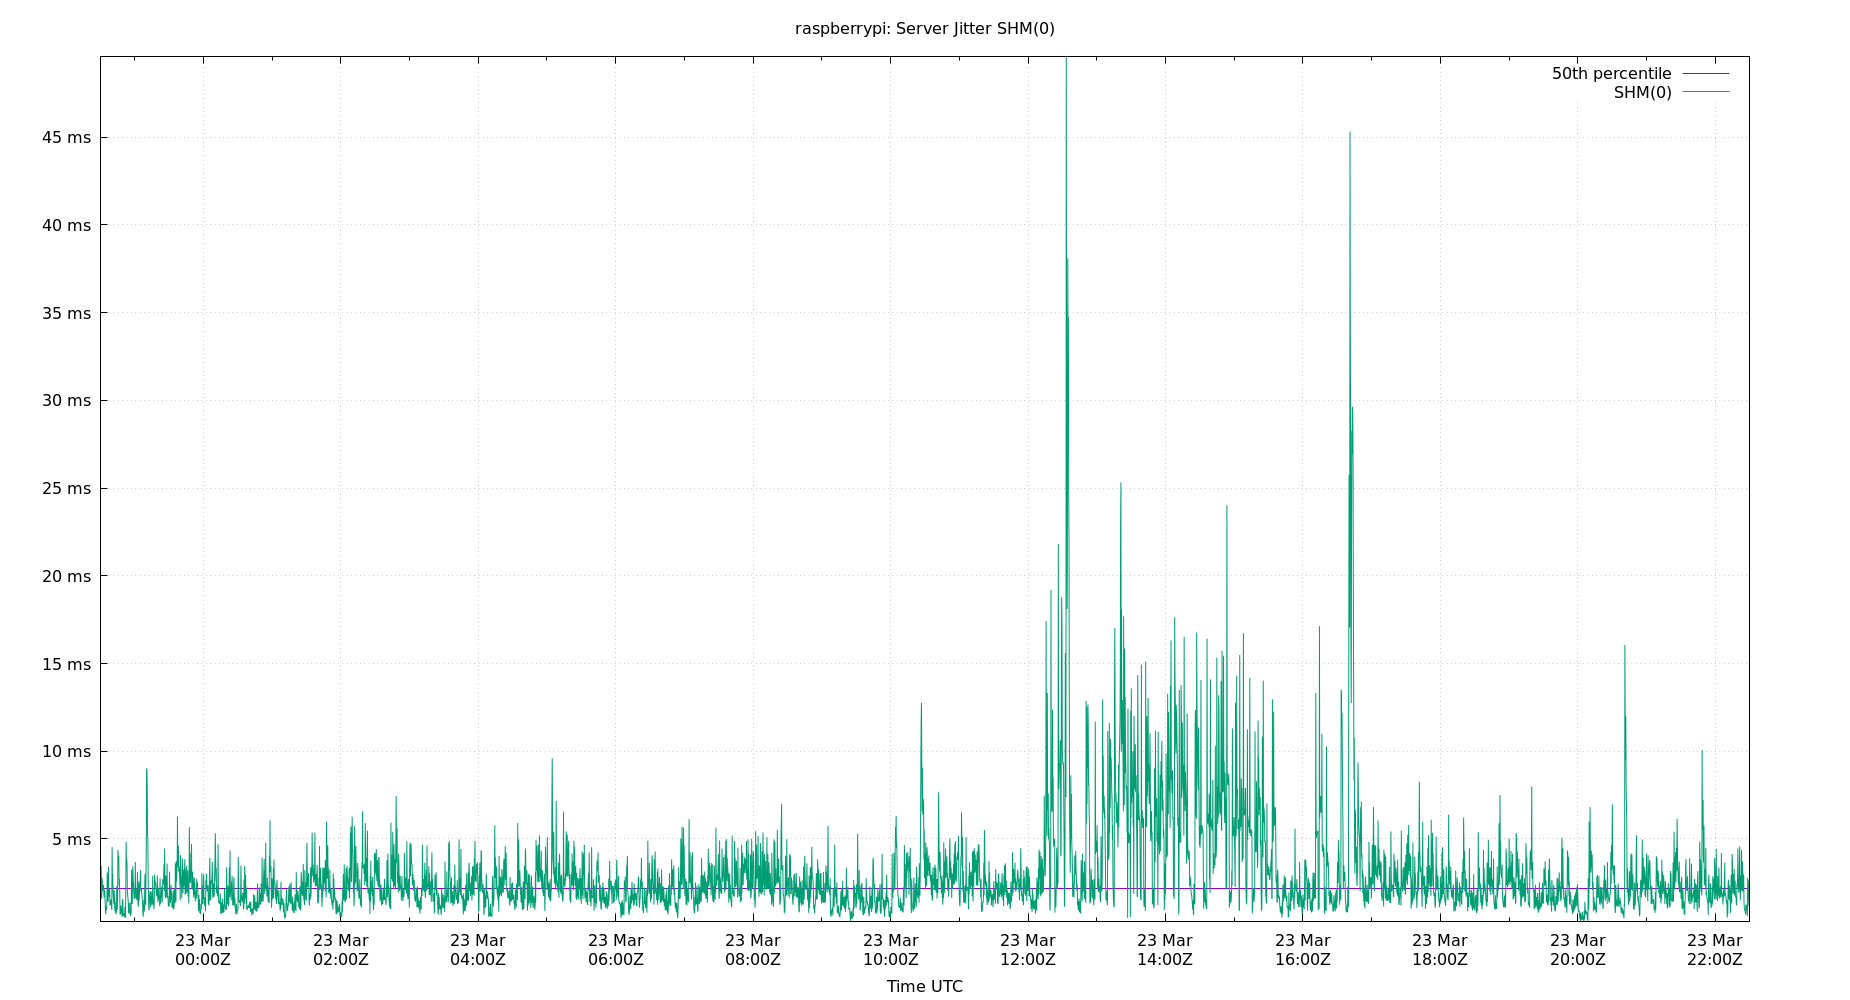 raspberrypi: Server Jitter SHM(0)
50th percentile
SHM(0)
45 ms
40 ms
35 ms
30 ms
25 ms
20 ms
15 ms
10 ms
5 ms
23 Mar 23 Mar 23 Mar 23 Mar 23 Mar 23 Mar 23 Mar 23 Mar 23 Mar 23 Mar 23 Mar 23 Mar
00:00Z 02:00Z 04:00Z 06:00Z 08:00Z 10:00Z 12:00Z 14:00Z 16:00Z 18:00Z 20:00Z 22:00Z
Time UTC